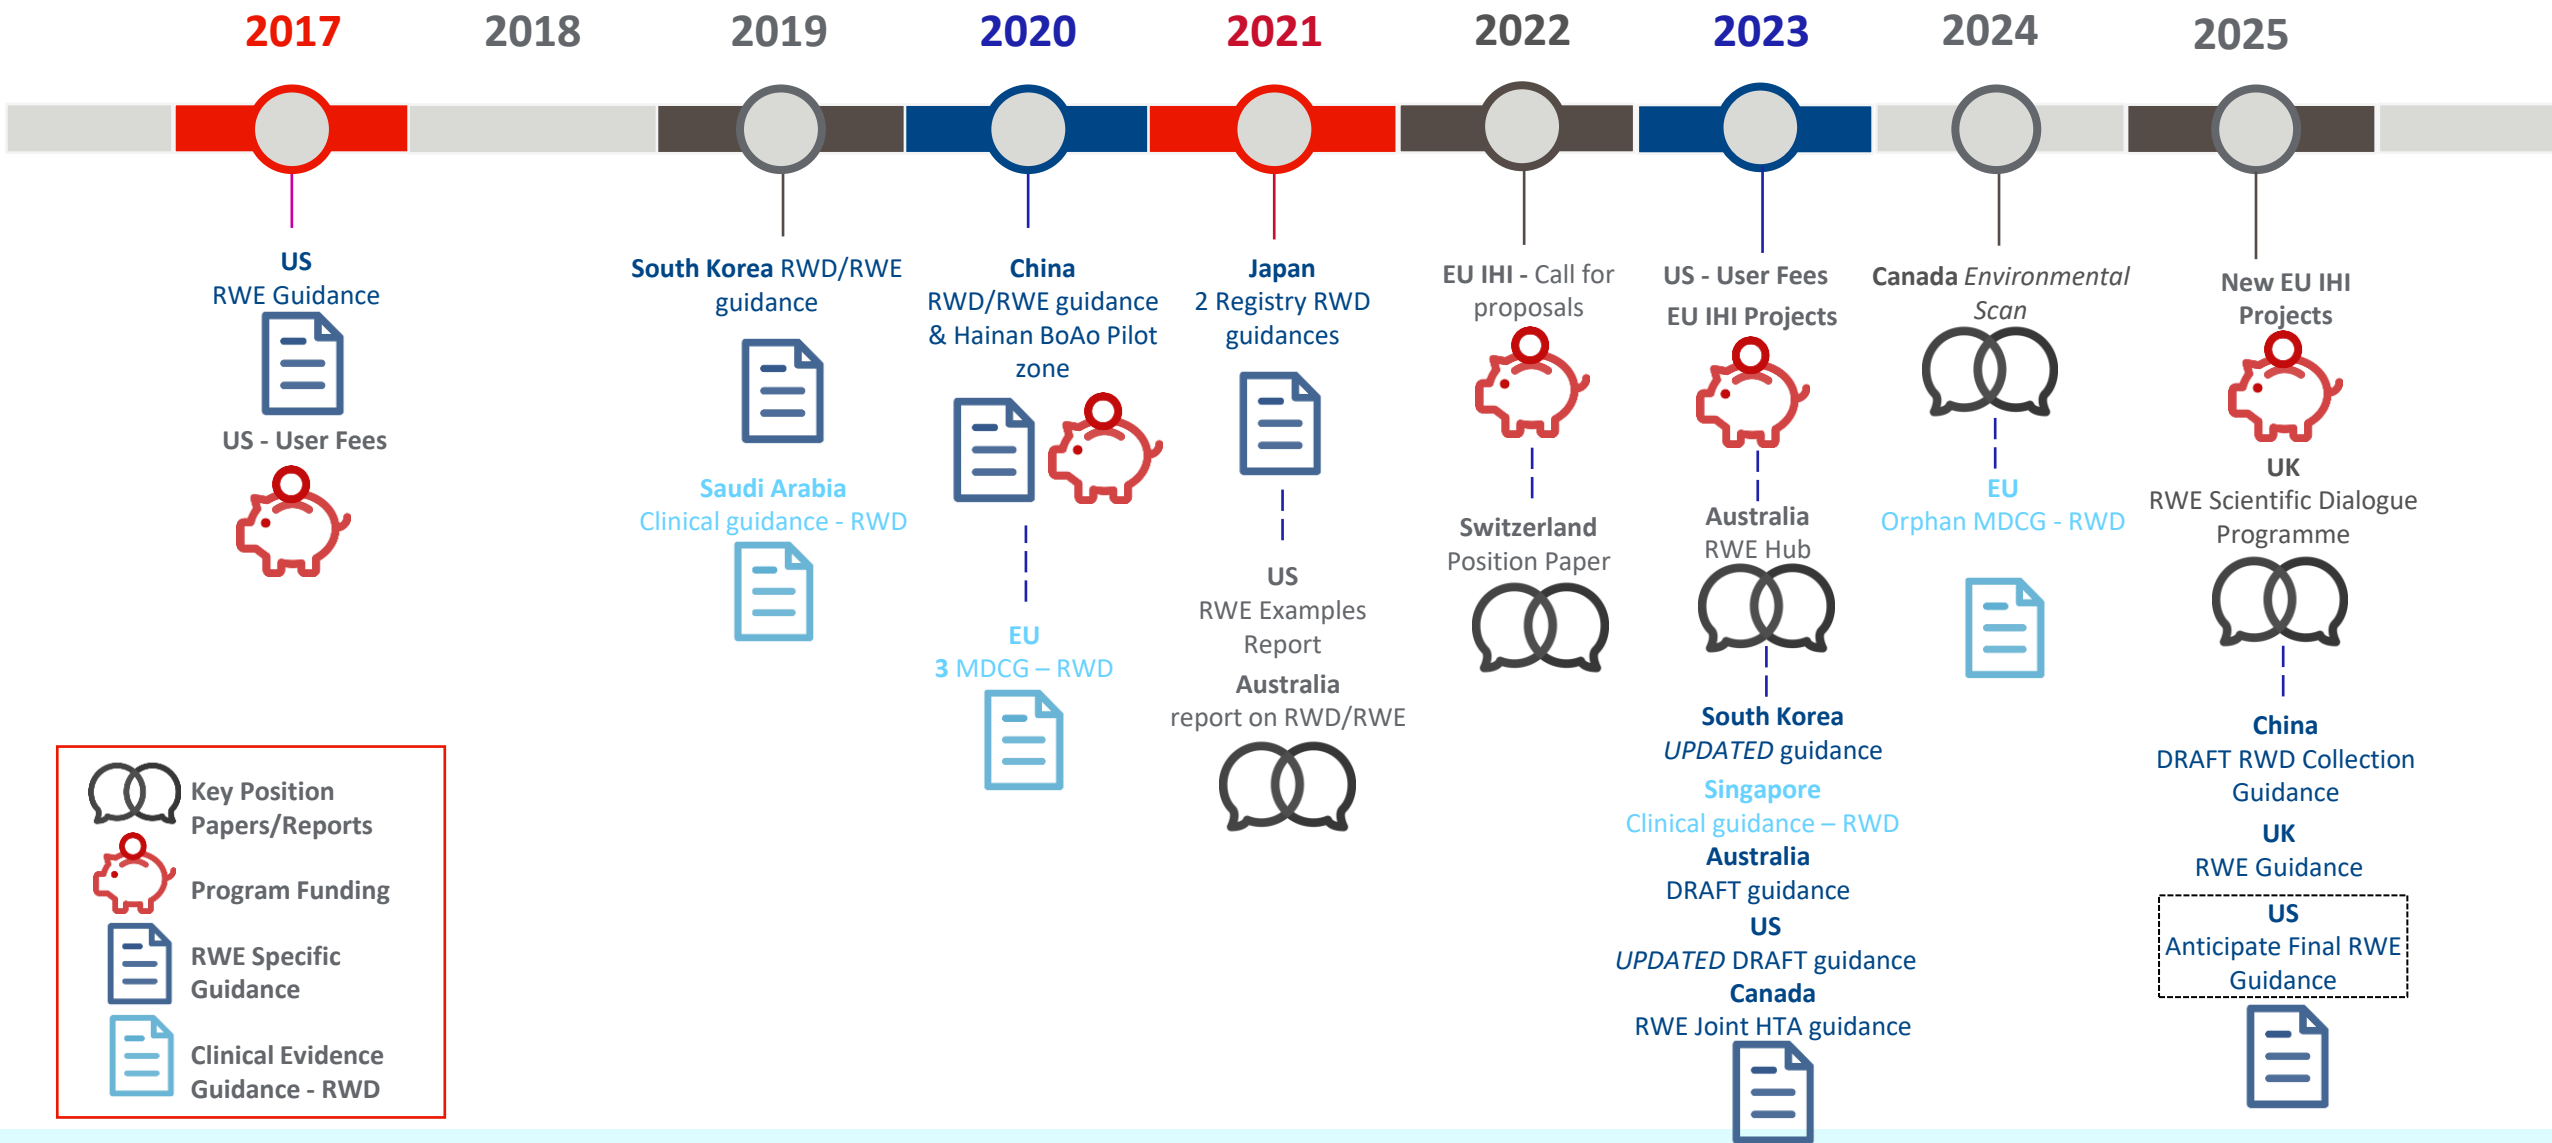 2017
2018
2019
2020
2021
2022
2023
2024
2025
US
RWE Guidance
US - User Fees
South Korea RWD/RWE
guidance
Saudi Arabia
Clinical guidance - RWD
China
RWD/RWE guidance
& Hainan BoAo Pilot
zone
EU
3 MDCG – RWD
Japan
2 Registry RWD
guidances
US
RWE Examples
Report
Australia
report on RWD/RWE
EU IHI - Call for
proposals
Switzerland
Position Paper
US - User Fees
EU IHI Projects
Australia
RWE Hub
South Korea
UPDATED guidance
Singapore
Clinical guidance – RWD
Australia
DRAFT guidance
US
UPDATED DRAFT guidance
Canada
RWE Joint HTA guidance
Canada Environmental
Scan
EU
Orphan MDCG - RWD
New EU IHI
Projects
UK
RWE Scientific Dialogue
Programme
China
DRAFT RWD Collection
Guidance
UK
RWE Guidance
US
Anticipate Final RWE
Guidance
Key Position
Papers/Reports
Program Funding
RWE Specific
Guidance
Clinical Evidence
Guidance - RWD